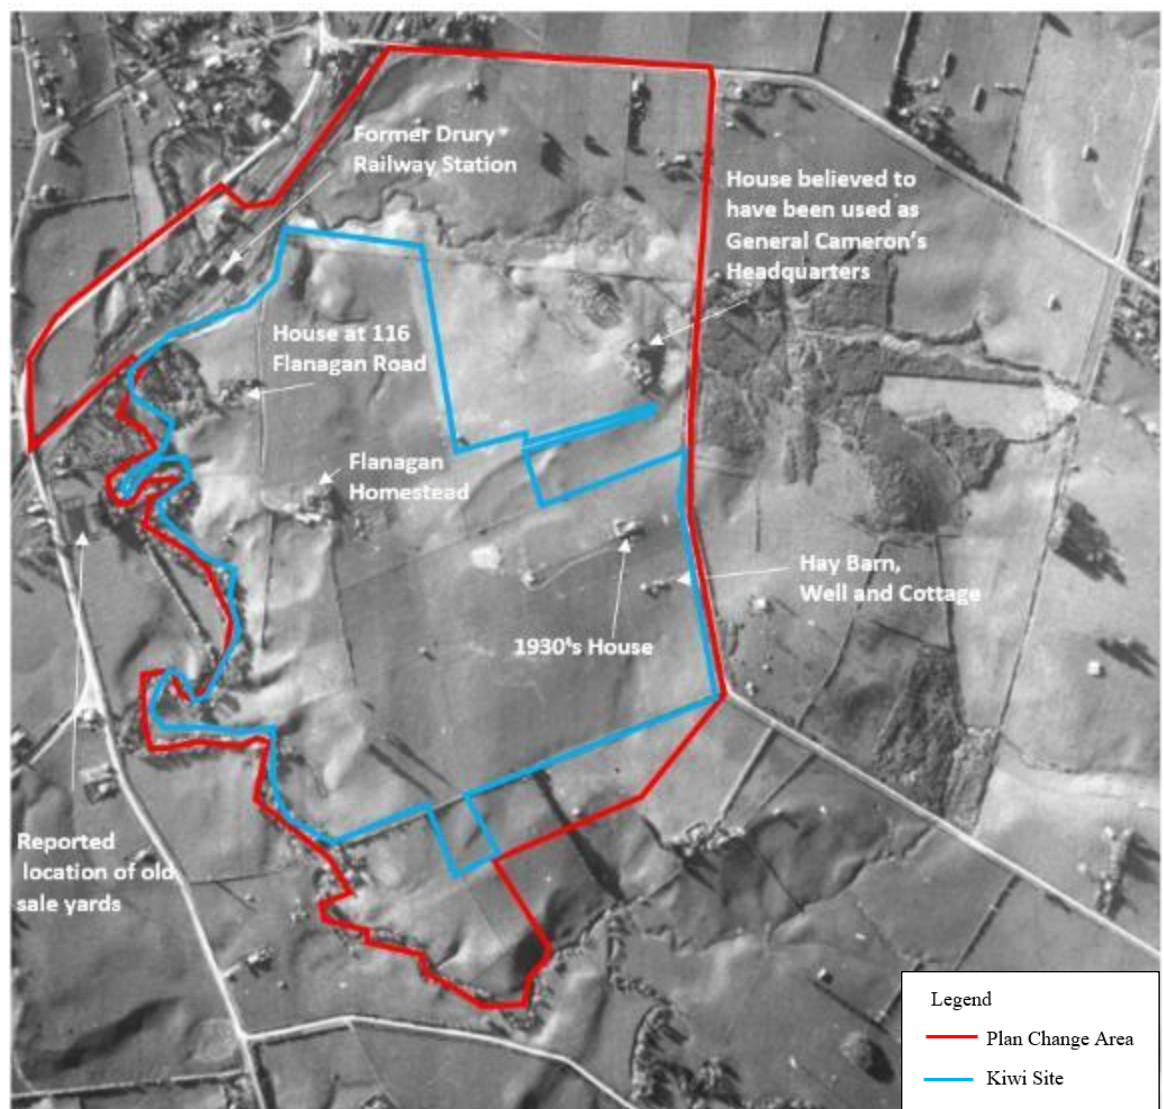 Former Drury
Railway Station
House believed to
have been used as
General Cameron's
Headquarters
House at 116
Flanagan Road
Flanagan
Homestead
Hay Barn,
Well and Cottage
1930's House
Reported
location of old
sale yards
Legend
Plan Change Area
Kiwi Site